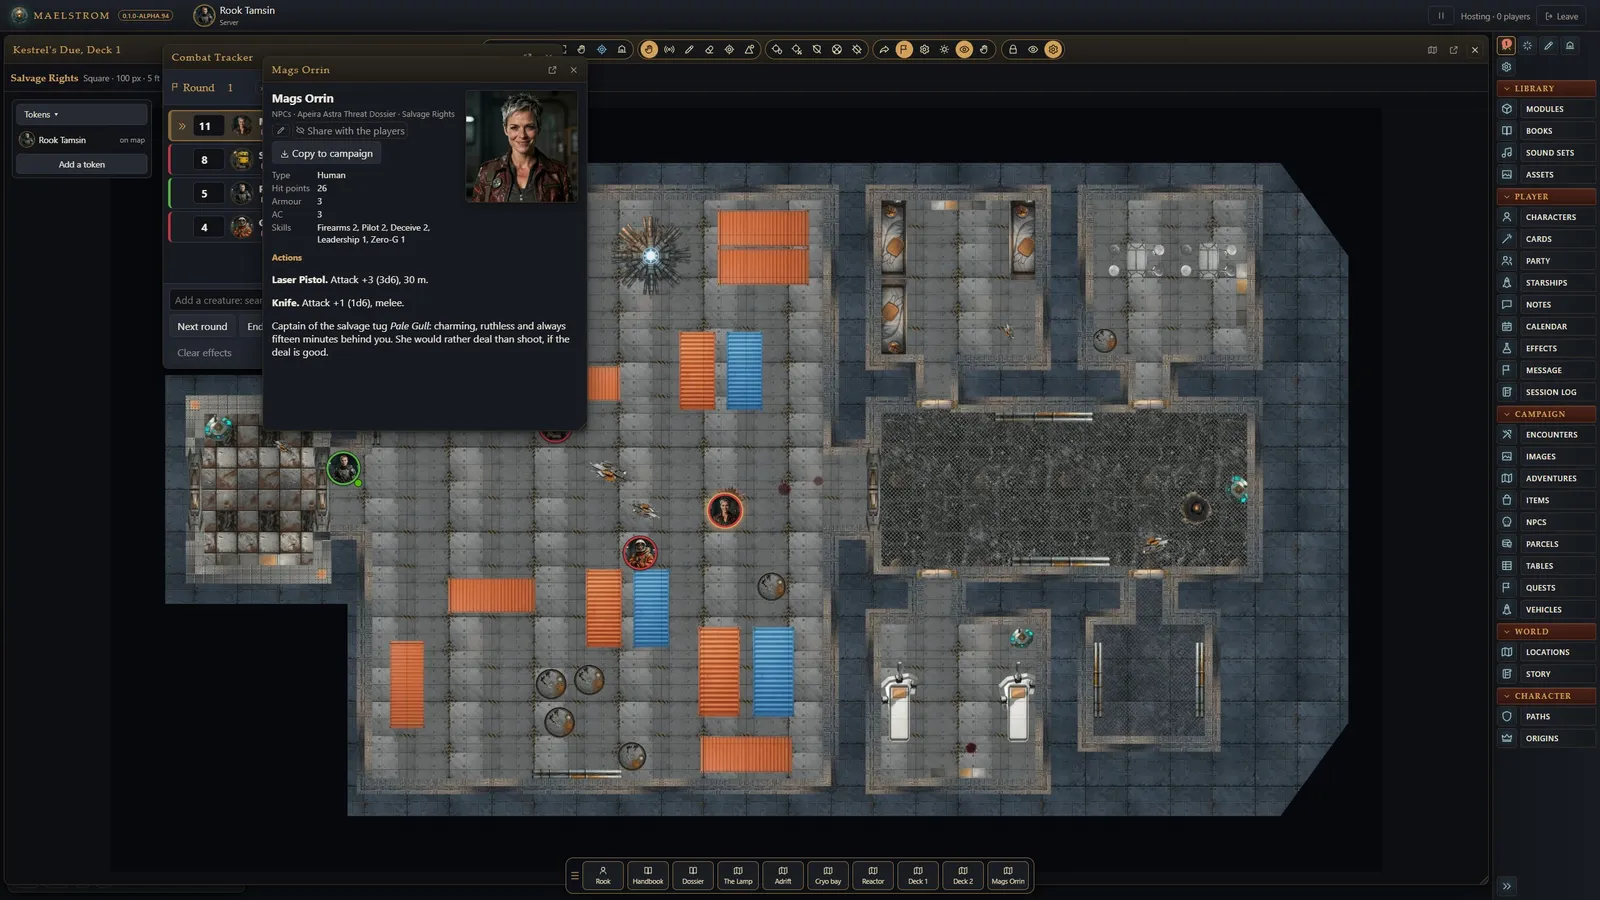 MAELSTROM
0.1.0-ALPHA.94
Rook Tamsin
Server
Hosting · 0 players
Leave
Kestrel's Due, Deck 1
Salvage Rights Square · 100 px · 5 ft
Tokens
Rook Tamsin on map
Add a token
Combat Tracker
Round 1
11
8
5
4
Add a creature: sear
Next round
End
Clear effects
Mags Orrin
Mags Orrin
NPCs · Apeira Astra Threat Dossier · Salvage Rights
Share with the players
Copy to campaign
Type Human
Hit points 26
Armour 3
AC 3
Skills Firearms 2, Pilot 2, Deceive 2,
Leadership 1, Zero-G 1
Actions
Laser Pistol. Attack +3 (3d6), 30 m.
Knife. Attack +1 (1d6), melee.
Captain of the salvage tug Pale Gull: charming, ruthless and always
fifteen minutes behind you. She would rather deal than shoot, if the
deal is good.
LIBRARY
MODULES
BOOKS
SOUND SETS
ASSETS
PLAYER
CHARACTERS
CARDS
PARTY
STARSHIPS
NOTES
CALENDAR
EFFECTS
MESSAGE
SESSION LOG
CAMPAIGN
ENCOUNTERS
IMAGES
ADVENTURES
ITEMS
NPCS
PARCELS
TABLES
QUESTS
VEHICLES
WORLD
LOCATIONS
STORY
CHARACTER
PATHS
ORIGINS
Rook
Handbook
Dossier
The Lamp
Adrift
Cryo bay
Reactor
Deck 1
Deck 2
Mags Orrin